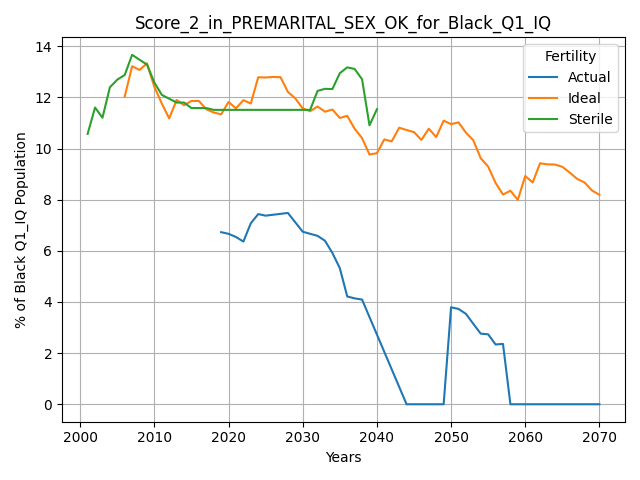 Score_2_in_PREMARITAL_SEX_OK_for_Black_Q1_IQ
% of Black Q1_IQ Population
14
12
10
8
6
4
2
0
Fertility
Actual
Ideal
Sterile
2000 2010 2020 2030 2040 2050 2060 2070
Years